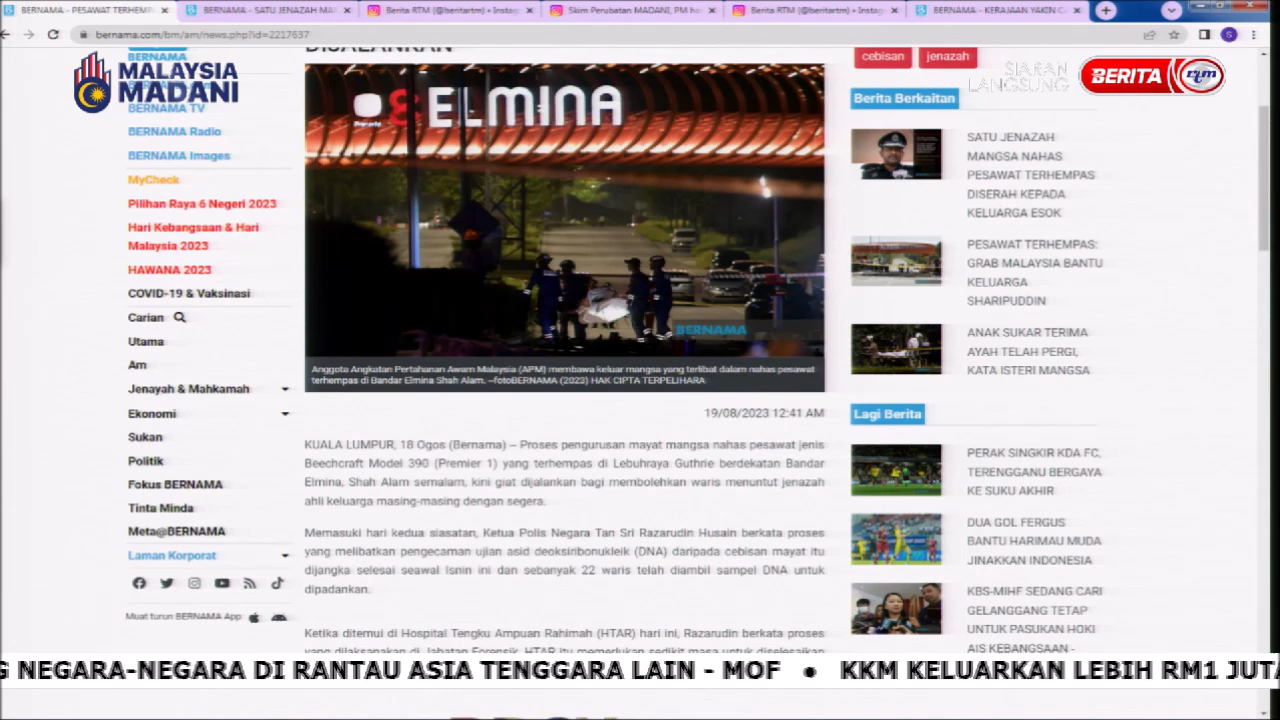 BERNAMA - PESAWAT TERHEMP
BERNAMA - SATU JENAZAH MA
Berita RTM (@beritartm) • Instag
Skim Perubatan MADANI, PM h
Berita RTM (@beritartm) • Instag
BERNAMA - KERAJAAN YAKIN C
bernama.com/bm/am/news.php?id=2217637
S
MALAYSIA
MADANI
SIARAN
LANGSUNG
BERITA rtm
BERNAMA
BERNAMA TV
BERNAMA Radio
BERNAMA Images
MyCheck
Pilihan Raya 6 Negeri 2023
Hari Kebangsaan & Hari
Malaysia 2023
HAWANA 2023
COVID-19 & Vaksinasi
Carian
Utama
Am
Jenayah & Mahkamah
Ekonomi
Sukan
Politik
Fokus BERNAMA
Tinta Minda
Meta@BERNAMA
Laman Korporat
Muat turun BERNAMA App
DIJALANKAN
ELMINA
BERNAMA
Anggota Angkatan Pertahanan Awam Malaysia (APM) membawa keluar mangsa yang terlibat dalam nahas pesawat
terhempas di Bandar Elmina Shah Alam. --fotoBERNAMA (2023) HAK CIPTA TERPELIHARA
19/08/2023 12:41 AM
KUALA LUMPUR, 18 Ogos (Bernama) -- Proses pengurusan mayat mangsa nahas pesawat jenis
Beechcraft Model 390 (Premier 1) yang terhempas di Lebuhraya Guthrie berdekatan Bandar
Elmina, Shah Alam semalam, kini giat dijalankan bagi membolehkan waris menuntut jenazah
ahli keluarga masing-masing dengan segera.
Memasuki hari kedua siasatan, Ketua Polis Negara Tan Sri Razarudin Husain berkata proses
yang melibatkan pengecaman ujian asid deoksiribonukleik (DNA) daripada cebisan mayat itu
dijangka selesai seawal Isnin ini dan sebanyak 22 waris telah diambil sampel DNA untuk
dipadankan.
Ketika ditemui di Hospital Tengku Ampuan Rahimah (HTAR) hari ini, Razarudin berkata proses
yang dilaksanakan di Jabatan Forensik, HTAR itu memerlukan sedikit masa untuk diselesaikan
cebisan
jenazah
Berita Berkaitan
SATU JENAZAH
MANGSA NAHAS
PESAWAT TERHEMPAS
DISERAH KEPADA
KELUARGA ESOK
PESAWAT TERHEMPAS:
GRAB MALAYSIA BANTU
KELUARGA
SHARIPUDDIN
ANAK SUKAR TERIMA
AYAH TELAH PERGI,
KATA ISTERI MANGSA
Lagi Berita
PERAK SINGKIR KDA FC,
TERENGGANU BERGAYA
KE SUKU AKHIR
DUA GOL FERGUS
BANTU HARIMAU MUDA
JINAKKAN INDONESIA
KBS-MIHF SEDANG CARI
GELANGGANG TETAP
UNTUK PASUKAN HOKI
AIS KEBANGSAAN -
G NEGARA-NEGARA DI RANTAU ASIA TENGGARA LAIN - MOF • KKM KELUARKAN LEBIH RM1 JUTA